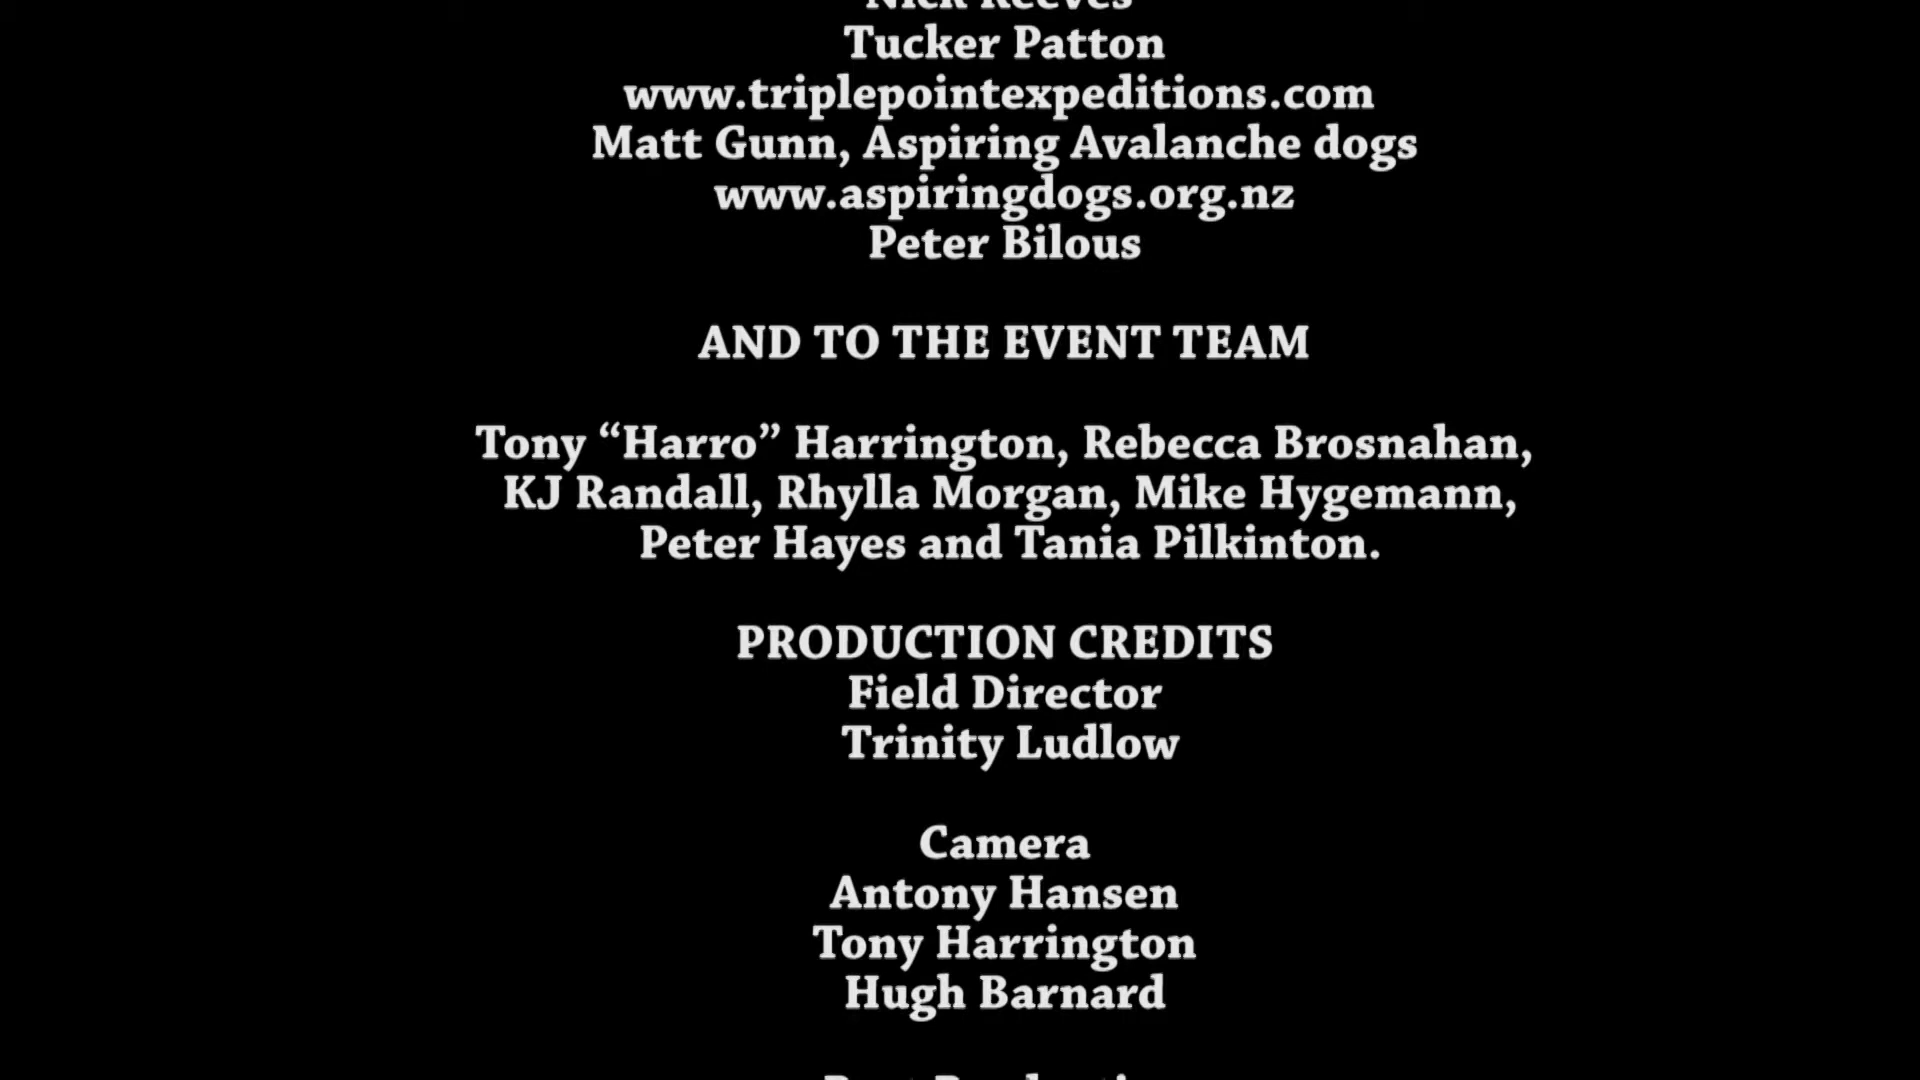 Nick Reeves
Tucker Patton
www.triplepointexpeditions.com
Matt Gunn, Aspiring Avalanche dogs
www.aspiringdogs.org.nz
Peter Bilous
AND TO THE EVENT TEAM
Tony “Harro” Harrington, Rebecca Brosnahan,
KJ Randall, Rhylla Morgan, Mike Hygemann,
Peter Hayes and Tania Pilkinton.
PRODUCTION CREDITS
Field Director
Trinity Ludlow
Camera
Antony Hansen
Tony Harrington
Hugh Barnard